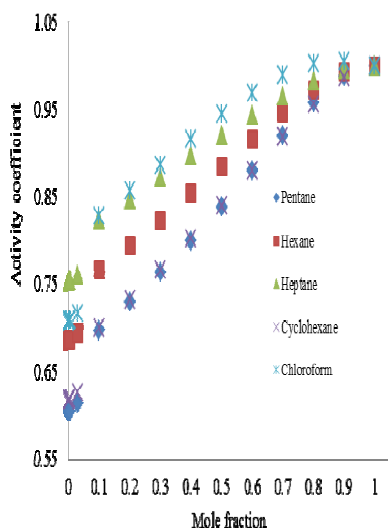 1.05
0.95
0.85
0.75
0.65
0.55
Activity coefficient
Pentane
Hexane
Heptane
Cyclohexane
Chloroform
0 0.1 0.2 0.3 0.4 0.5 0.6 0.7 0.8 0.9 1
Mole fraction